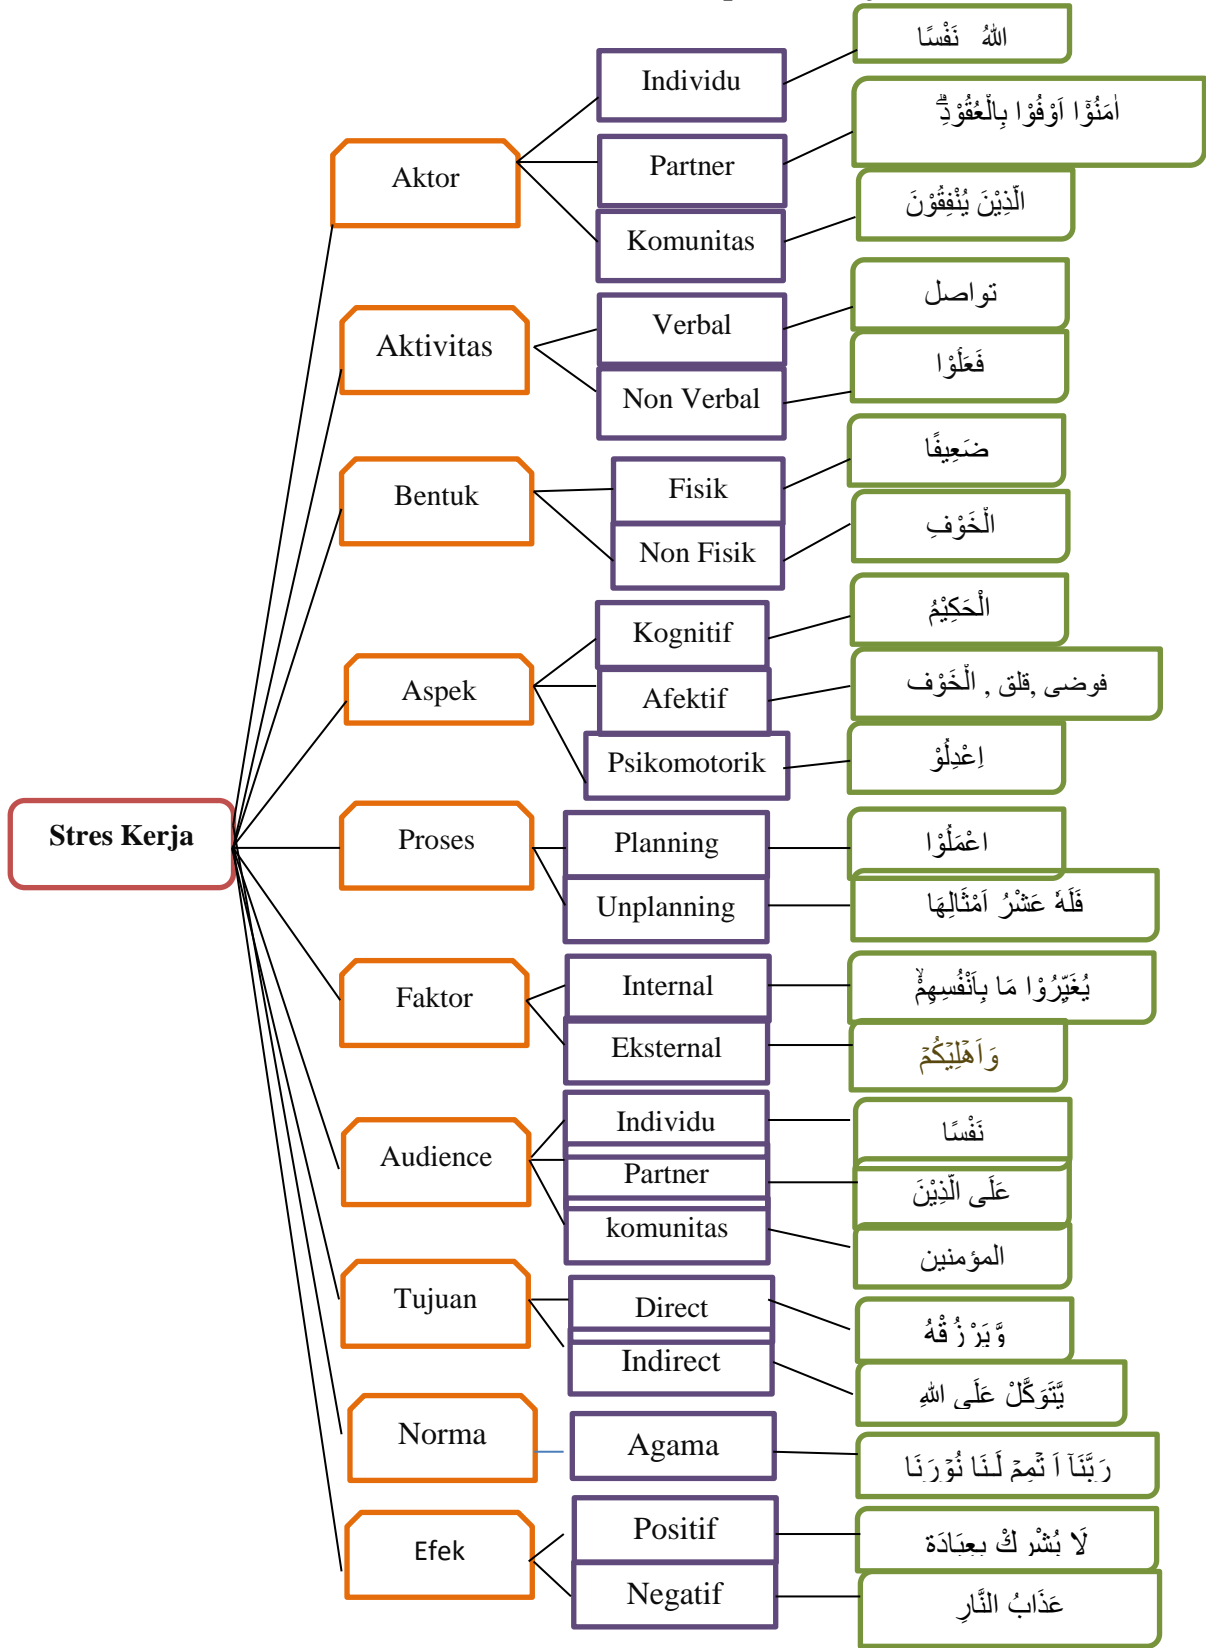 Stres Kerja
Aktor
Individu
اللهُ نَفْسًا
Partner
اٰمَنُوْٓا اَوْفُوْا بِالْعُقُوْدِۗ
Komunitas
الَّذِيْنَ يُنْفِقُوْنَ
Aktivitas
Verbal
تواصل
Non Verbal
فَعَلُوْا
Bentuk
Fisik
ضَعِيفًا
Non Fisik
الْخَوْفِ
Aspek
Kognitif
الْحَكِيْمُ
Afektif
فوضى ,قلق , الْخَوْف
Psikomotorik
اِعْدِلُوْ
Proses
Planning
اعْمَلُوْا
Unplanning
فَلَهٗ عَشْرُ اَمْثَالِهَا
Faktor
Internal
يُغَيِّرُوْا مَا بِاَنْفُسِهِمْۗ
Eksternal
وَاَهْلِيْكُمْ
Audience
Individu
نَفْسًا
Partner
عَلَى الَّذِيْنَ
komunitas
المؤمنين
Tujuan
Direct
وَّيَرْزُقْهُ
Indirect
يَّتَوَكَّلْ عَلَى اللهِ
Norma
Agama
رَبَّنَآ اَتْمِمْ لَنَا نُوْرَنَا
Efek
Positif
لَا يُشْرِكْ بِعِبَادَة
Negatif
عَذَابُ النَّارِ